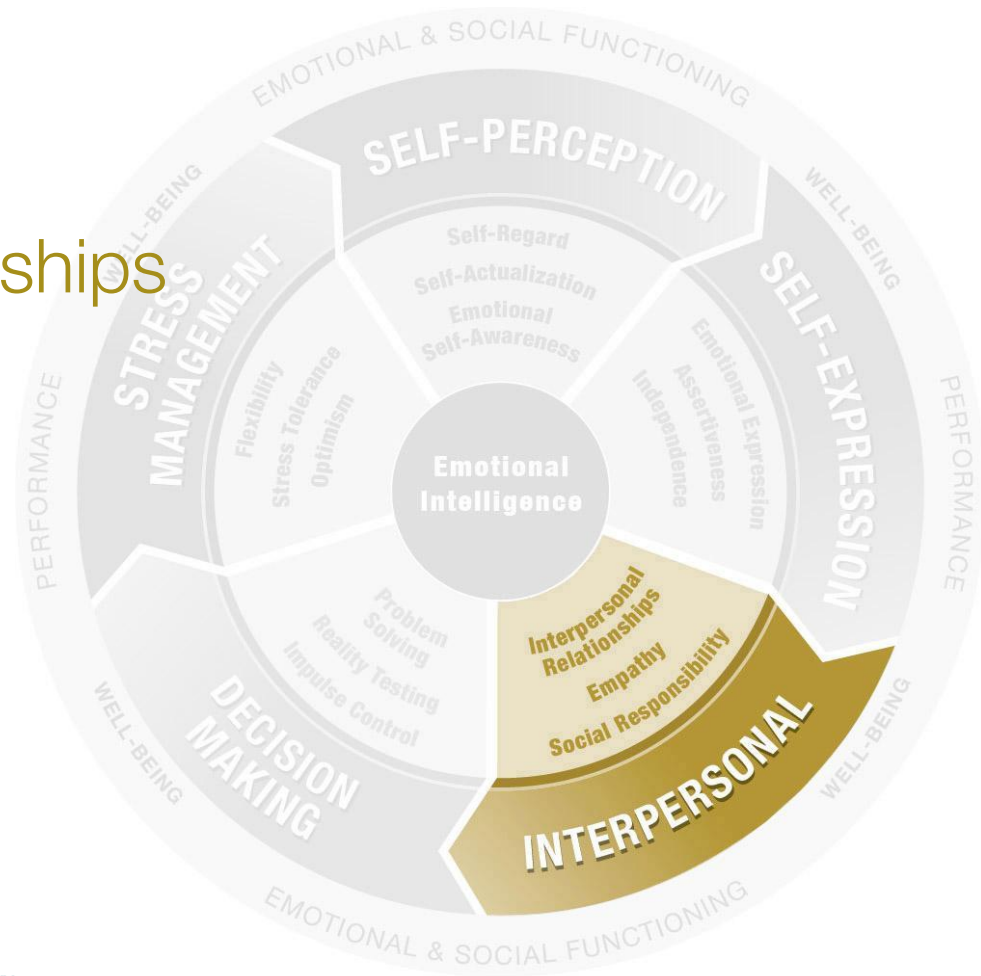 EMOTIONAL & SOCIAL FUNCTIONING
SELF-PERCEPTION
Self-Regard
Self-Actualization
Emotional
Self-Awareness
WELL-BEING
WELL-BEING
ships
STRESS
MANAGEMENT
Flexibility
Stress Tolerance
Optimism
SELF-EXPRESSION
Emotional Expression
Assertiveness
Independence
PERFORMANCE
PERFORMANCE
Emotional
Intelligence
Interpersonal
Relationships
Empathy
Social Responsibility
INTERPERSONAL
Problem
Solving
Reality Testing
Impulse Control
DECISION
MAKING
WELL-BEING
WELL-BEING
EMOTIONAL & SOCIAL FUNCTIONING